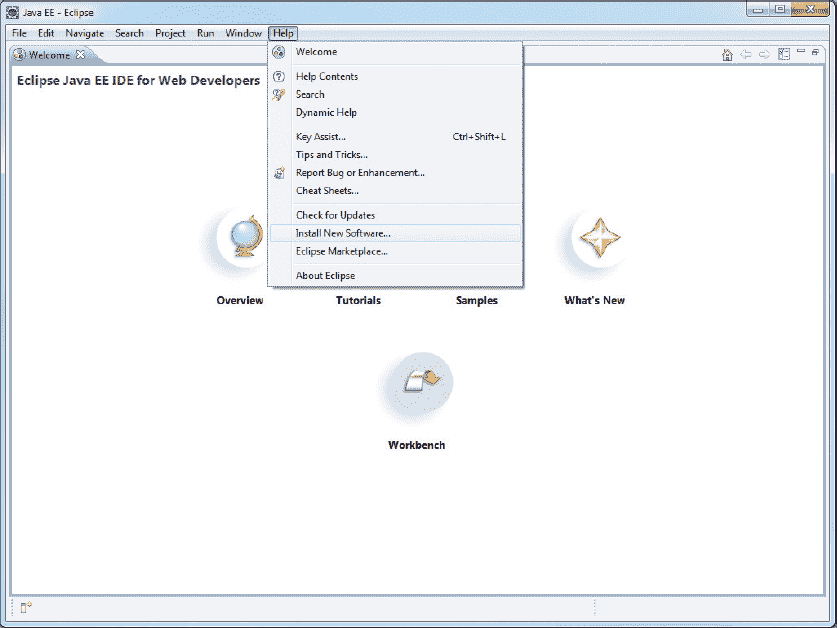 Java EE - Eclipse
File Edit Navigate Search Project Run Window Help
Welcome
Eclipse Java EE IDE for Web Developers
Welcome
Help Contents
Search
Dynamic Help
Key Assist... Ctrl+Shift+L
Tips and Tricks...
Report Bug or Enhancement...
Cheat Sheets...
Check for Updates
Install New Software...
Eclipse Marketplace...
About Eclipse
Overview Tutorials Samples What's New
Workbench